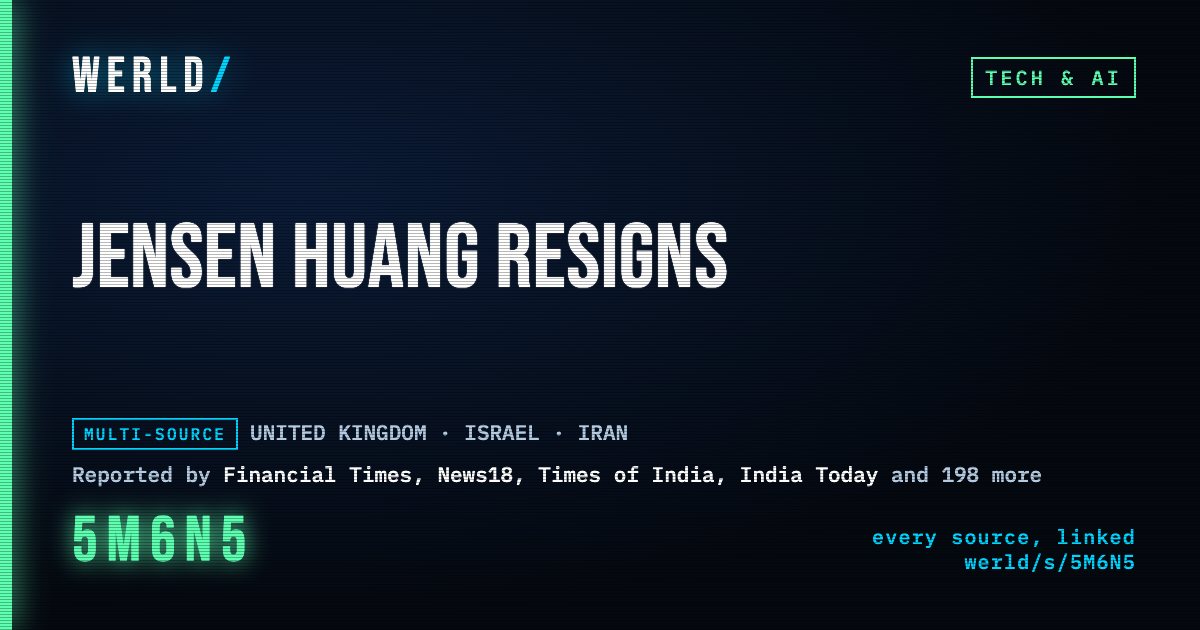 WERLD/
TECH & AI
JENSEN HUANG RESIGNS
MULTI-SOURCE UNITED KINGDOM · ISRAEL · IRAN
Reported by Financial Times, News18, Times of India, India Today and 198 more
5M6N5
every source, linked
werld/s/5M6N5